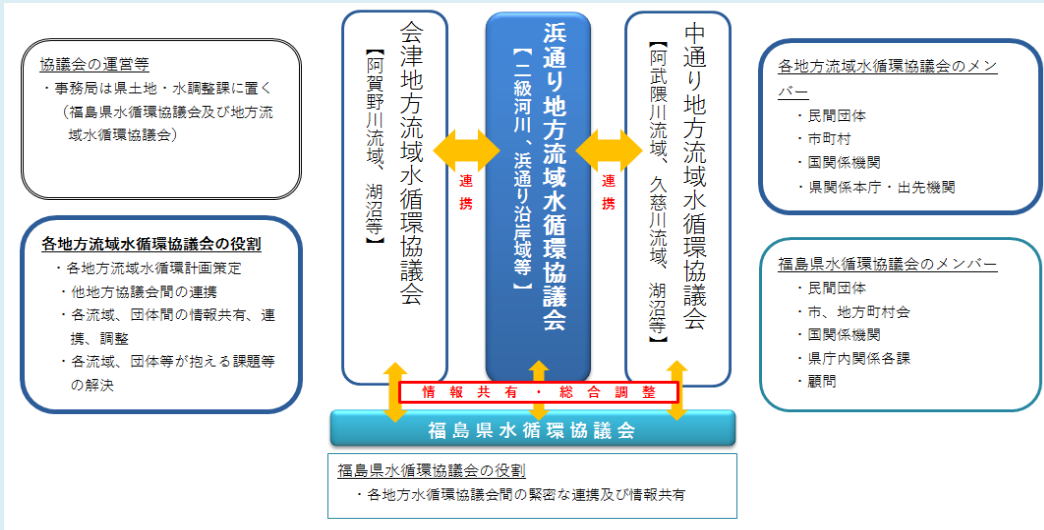 協議会の運営等
・事務局は県土地・水調整課に置く
（福島県水循環協議会及び地方流
域水循環協議会）
各地方流域水循環協議会の役割
・各地方流域水循環計画策定
・他地方協議会間の連携
・各流域、団体間の情報共有、連
携、調整
・各流域、団体等が抱える課題等
の解決
会津地方流域水循環協議会
【阿賀野川流域、湖沼等】
連携
浜通り地方流域水循環協議会
【二級河川、浜通り沿岸域等】
連携
中通り地方流域水循環協議会
【阿武隈川流域、久慈川流域、湖沼等】
情報共有・総合調整
福島県水循環協議会
福島県水循環協議会の役割
・各地方水循環協議会間の緊密な連携及び情報共有
各地方流域水循環協議会のメン
バー
・民間団体
・市町村
・国関係機関
・県関係本庁・出先機関
福島県水循環協議会のメンバー
・民間団体
・市、地方町村会
・国関係機関
・県庁内関係各課
・顧問